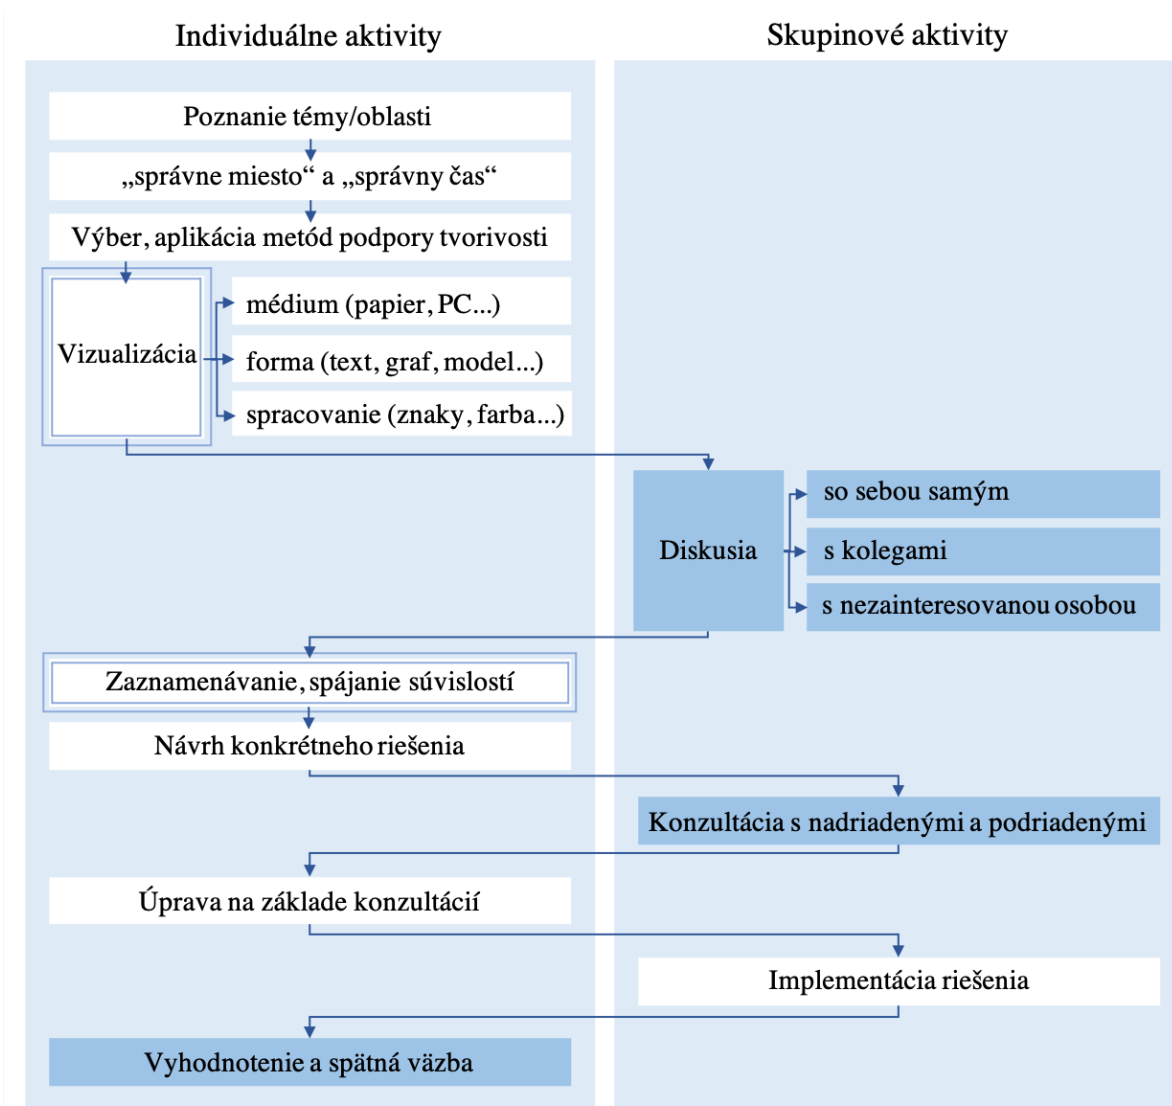 Individuálne aktivity
Skupinové aktivity
Poznanie témy/oblasti
„správne miesto“ a „správny čas“
Výber, aplikácia metód podpory tvorivosti
Vizualizácia
médium (papier, PC...)
forma (text, graf, model...)
spracovanie (znaky, farba...)
Diskusia
so sebou samým
s kolegami
s nezainteresovanou osobou
Zaznamenávanie, spájanie súvislostí
Návrh konkrétneho riešenia
Konzultácia s nadriadenými a podriadenými
Úprava na základe konzultácií
Implementácia riešenia
Vyhodnotenie a spätná väzba